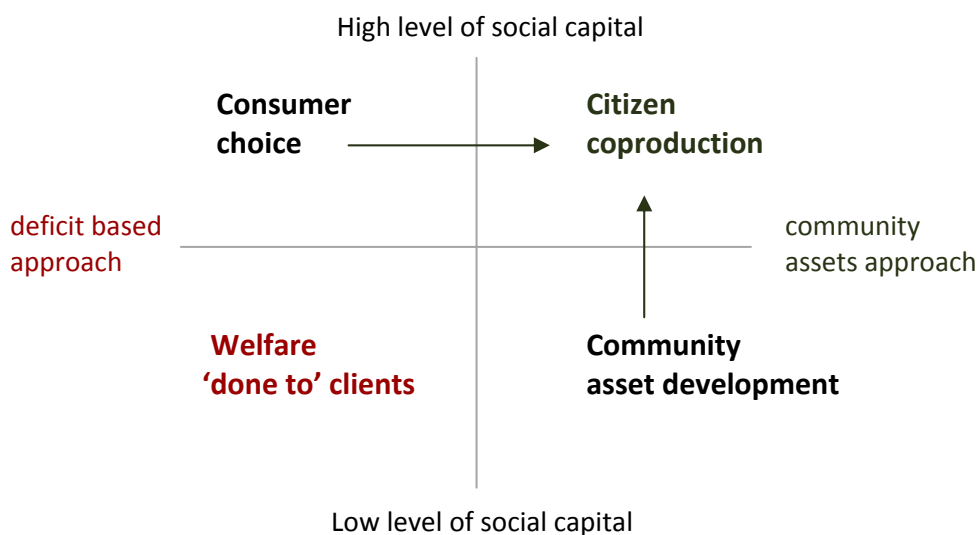 High level of social capital
Consumer
choice
Citizen
coproduction
deficit based
approach
community
assets approach
Welfare
‘done to’ clients
Community
asset development
Low level of social capital